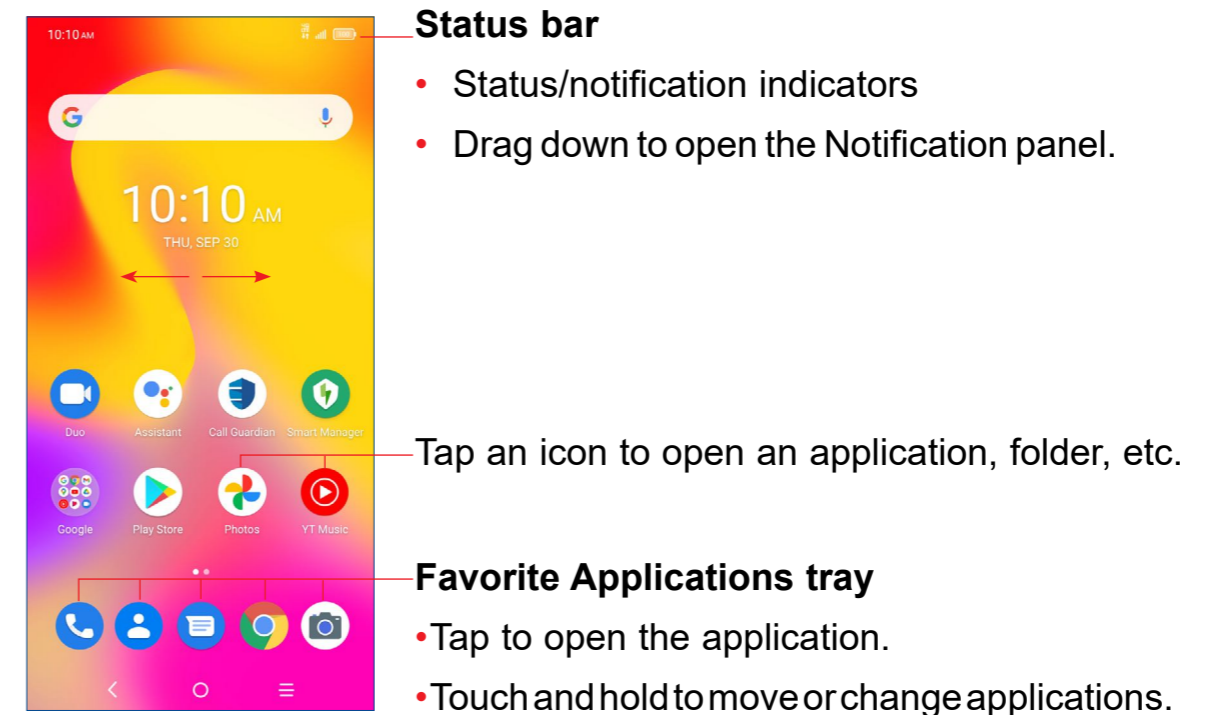 10:10 AM
Status bar
• Status/notification indicators
• Drag down to open the Notification panel.
10:10 AM
THU, SEP 30
Duo Assistant Call Guardian Smart Manager
Tap an icon to open an application, folder, etc.
Google Play Store Photos YT Music
Favorite Applications tray
•Tap to open the application.
•Touch and hold to move or change applications.